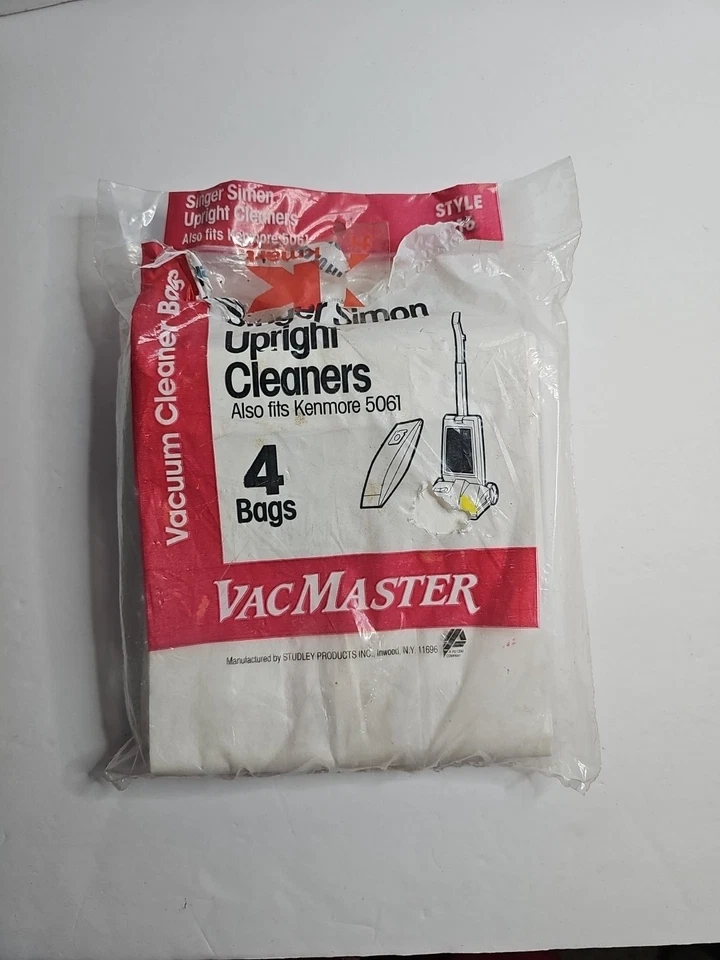 Singer Simon
Upright Cleaners
Also fits Kenmore 5061
STYLE
Vacuum Cleaner Bags
Singer Simon
Upright
Cleaners
Also fits Kenmore 5061
4
Bags
VACMASTER
Manufactured by STUDLEY PRODUCTS INC., Inwood, N.Y. 11696